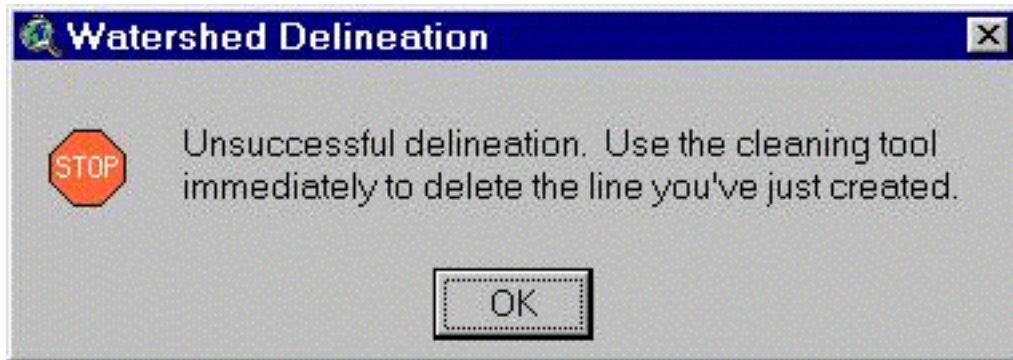 Watershed Delineation
STOP
Unsuccessful delineation.  Use the cleaning tool
immediately to delete the line you've just created.
OK